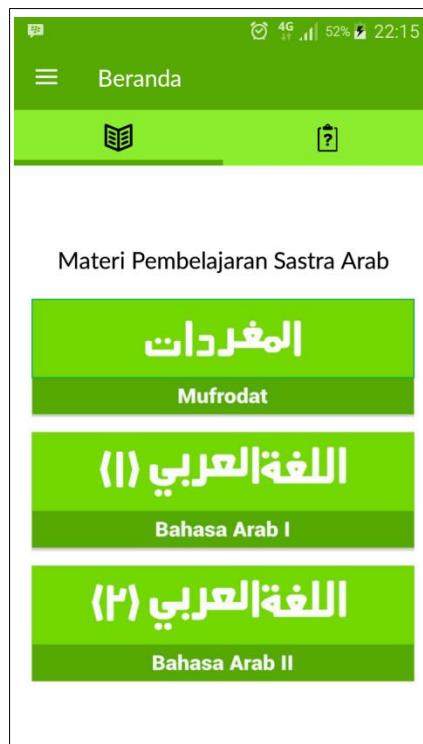 4G 52% 22:15
Beranda
Materi Pembelajaran Sastra Arab
المفردات
Mufrodat
اللغة العربي (١)
Bahasa Arab I
اللغة العربي (٢)
Bahasa Arab II